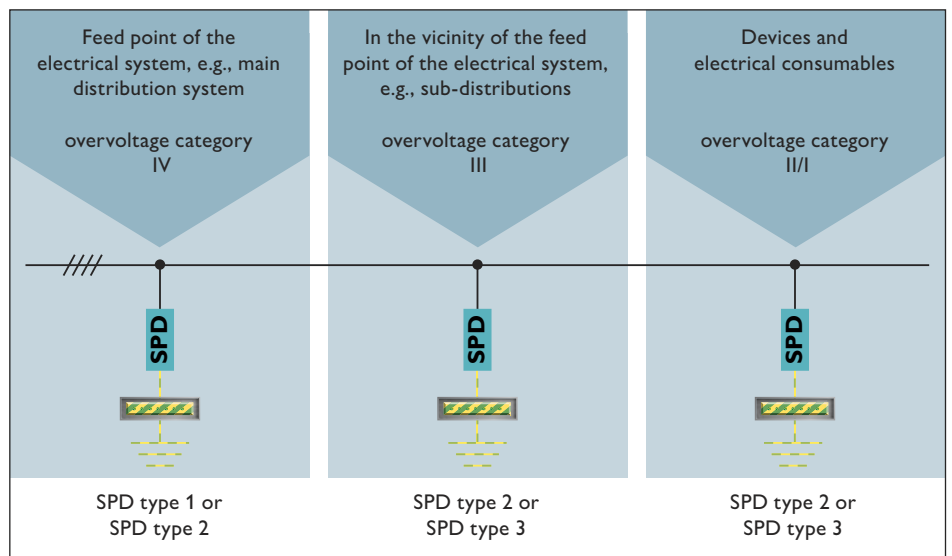 Feed point of the
electrical system, e.g., main
distribution system
overvoltage category
IV
In the vicinity of the feed
point of the electrical system,
e.g., sub-distributions
overvoltage category
III
Devices and
electrical consumables
overvoltage category
II/I
SPD
SPD
SPD
SPD type 1 or
SPD type 2
SPD type 2 or
SPD type 3
SPD type 2 or
SPD type 3